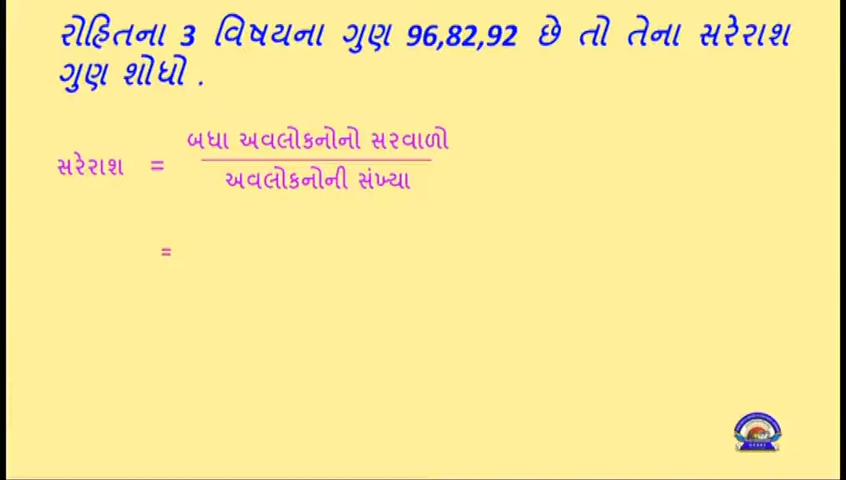 રોહિતના 3 વિષયના ગુણ 96,82,92 છે તો તેના સરેરાશ
ગુણ શોધો .
બધા અવલોકનોનો સરવાળો
સરેરાશ =
અવલોકનોની સંખ્યા
=